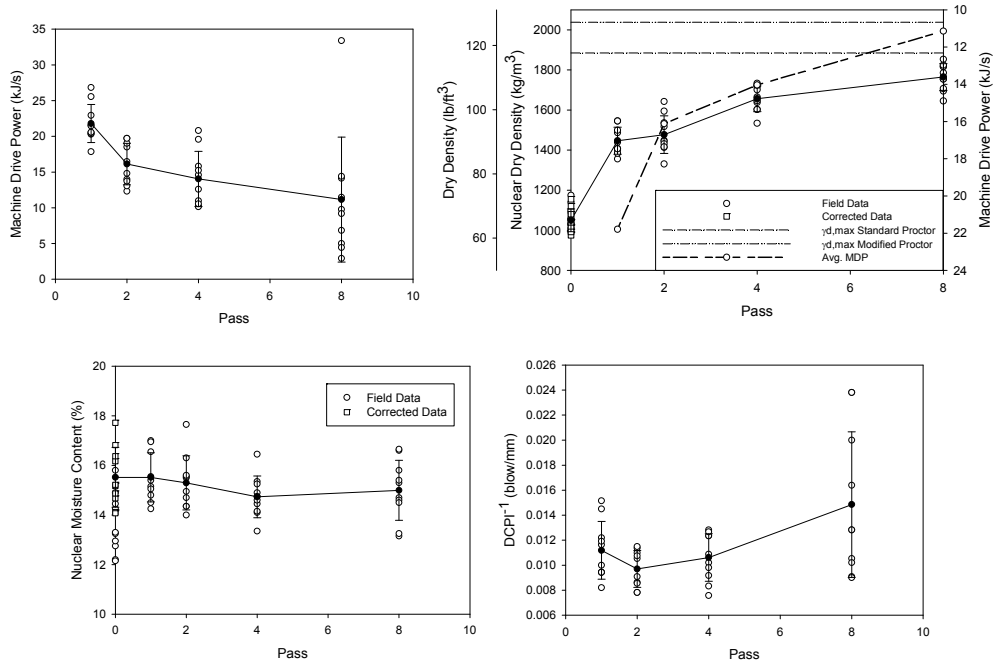 35
30
25
20
15
10
5
0
Machine Drive Power (kJ/s)
0 2 4 6 8 10
Pass
120
100
80
60
Dry Density (lb/ft3)
2000
1800
1600
1400
1200
1000
800
Nuclear Dry Density (kg/m3)
10
12
14
16
18
20
22
24
Machine Drive Power (kJ/s)
Field Data
Corrected Data
γd,max Standard Proctor
γd,max Modified Proctor
Avg. MDP
0 2 4 6 8
Pass
20
18
16
14
12
10
Nuclear Moisture Content (%)
Field Data
Corrected Data
0 2 4 6 8 10
Pass
0.026
0.024
0.022
0.020
0.018
0.016
0.014
0.012
0.010
0.008
0.006
DCPI-1 (blow/mm)
0 2 4 6 8 10
Pass